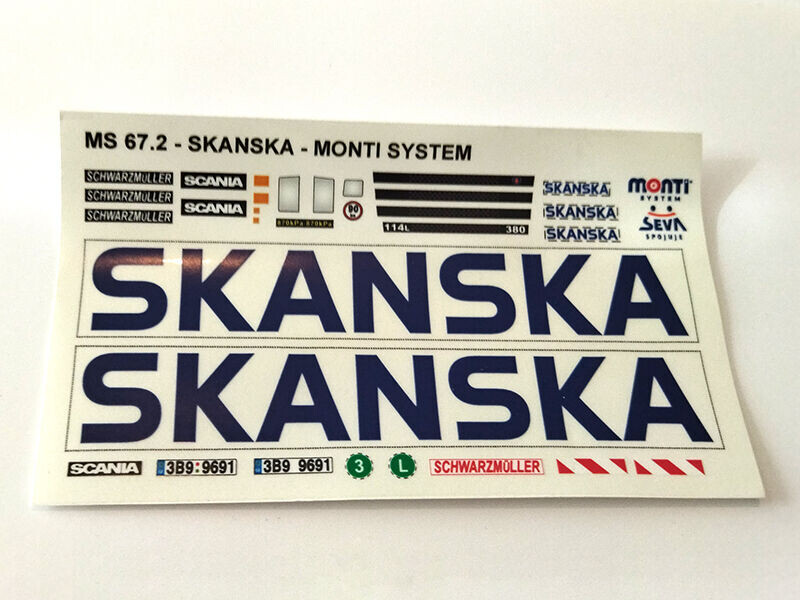 MS 67.2 - SKANSKA - MONTI SYSTEM
SCHWARZMÜLLER
SCHWARZMÜLLER
SCHWARZMÜLLER
SCANIA
SCANIA
870kPa 870kPa
90
114L 380
SKANSKA
SKANSKA
SKANSKA
MONTI
SYSTEM
SEVA
SPOJUJE
SKANSKA
SKANSKA
SCANIA
3B9 9691
3B9 9691
3
L
SCHWARZMÜLLER